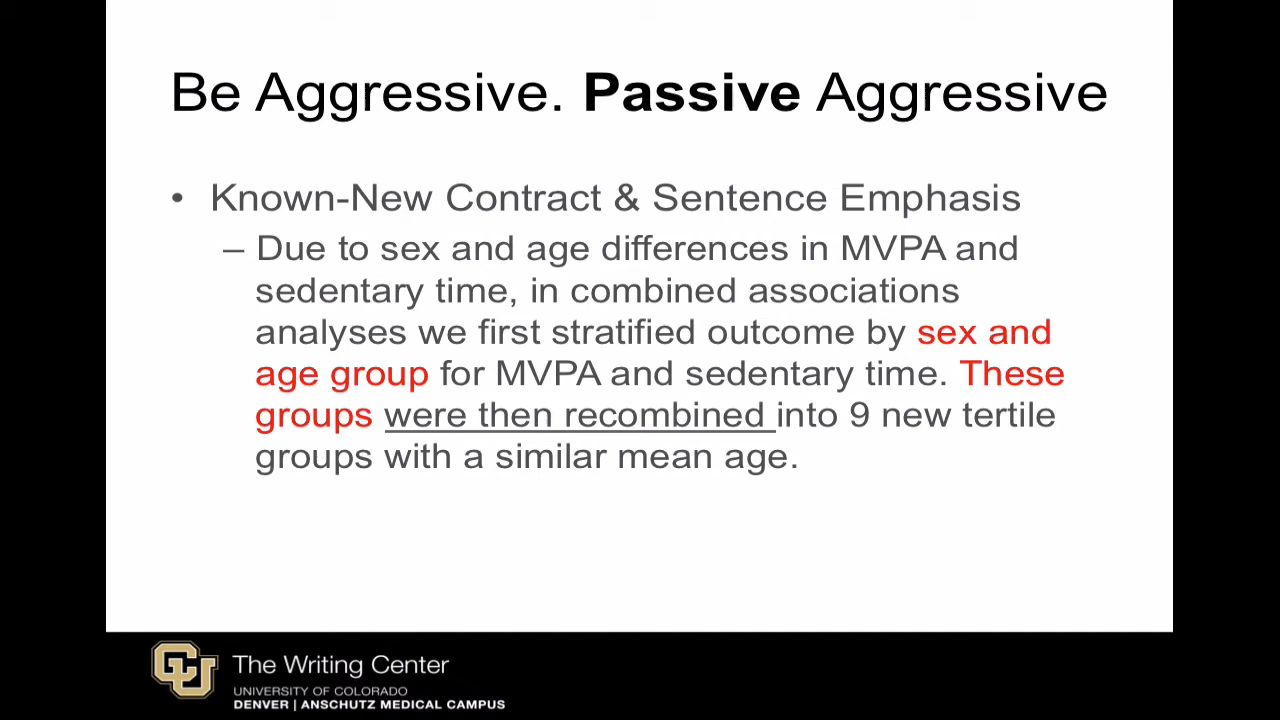 Be Aggressive. Passive Aggressive
• Known-New Contract & Sentence Emphasis
– Due to sex and age differences in MVPA and
sedentary time, in combined associations
analyses we first stratified outcome by sex and
age group for MVPA and sedentary time. These
groups were then recombined into 9 new tertile
groups with a similar mean age.
CU
The Writing Center
UNIVERSITY OF COLORADO
DENVER | ANSCHUTZ MEDICAL CAMPUS